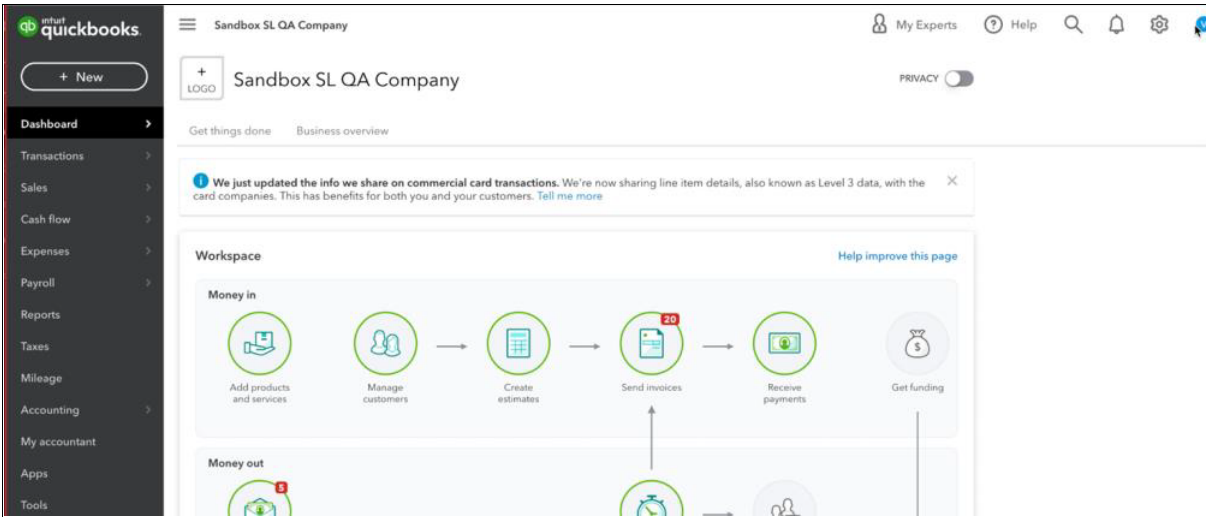 intuit
qb quickbooks.
Sandbox SL QA Company
My Experts
? Help
+ New
+
LOGO
Sandbox SL QA Company
PRIVACY
Dashboard
Transactions
Sales
Cash flow
Expenses
Payroll
Reports
Taxes
Mileage
Accounting
My accountant
Apps
Tools
Get things done
Business overview
i We just updated the info we share on commercial card transactions. We're now sharing line item details, also known as Level 3 data, with the
card companies. This has benefits for both you and your customers. Tell me more
Workspace
Help improve this page
Money in
20
$
Add products
and services
Manage
customers
Create
estimates
Send invoices
Receive
payments
Get funding
Money out
5